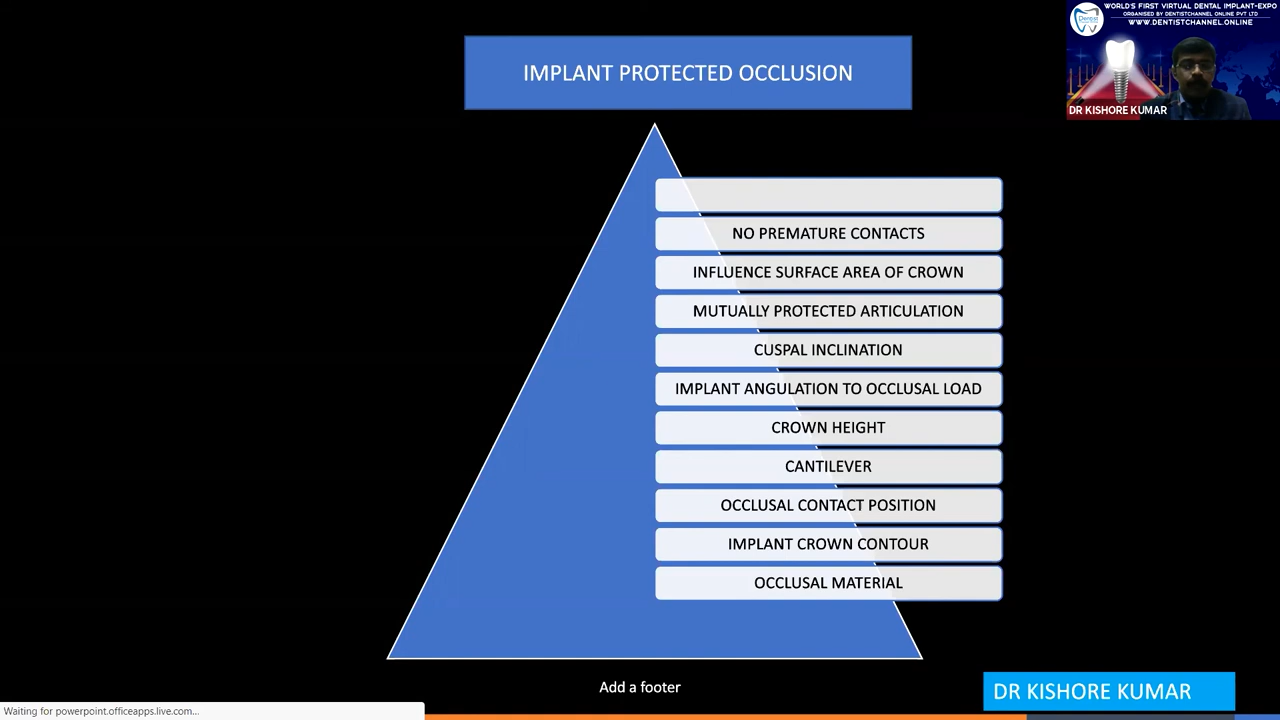 WORLD'S FIRST VIRTUAL DENTAL IMPLANT-EXPO
ORGANISED BY DENTISTCHANNEL ONLINE PVT LTD
WWW.DENTISTCHANNEL.ONLINE
Dentist
DR KISHORE KUMAR
IMPLANT PROTECTED OCCLUSION
NO PREMATURE CONTACTS
INFLUENCE SURFACE AREA OF CROWN
MUTUALLY PROTECTED ARTICULATION
CUSPAL INCLINATION
IMPLANT ANGULATION TO OCCLUSAL LOAD
CROWN HEIGHT
CANTILEVER
OCCLUSAL CONTACT POSITION
IMPLANT CROWN CONTOUR
OCCLUSAL MATERIAL
Add a footer
DR KISHORE KUMAR
Waiting for powerpoint.officeapps.live.com...